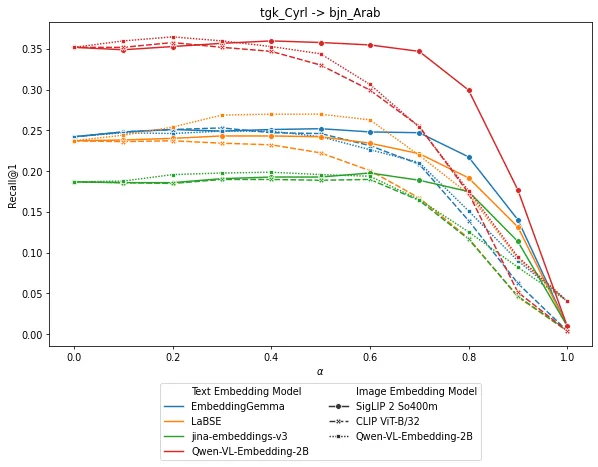 tgk_Cyrl -> bjn_Arab
Recall@1
0.35
0.30
0.25
0.20
0.15
0.10
0.05
0.00
0.0 0.2 0.4 0.6 0.8 1.0
α
Text Embedding Model Image Embedding Model
EmbeddingGemma SigLIP 2 So400m
LaBSE CLIP ViT-B/32
jina-embeddings-v3 Qwen-VL-Embedding-2B
Qwen-VL-Embedding-2B